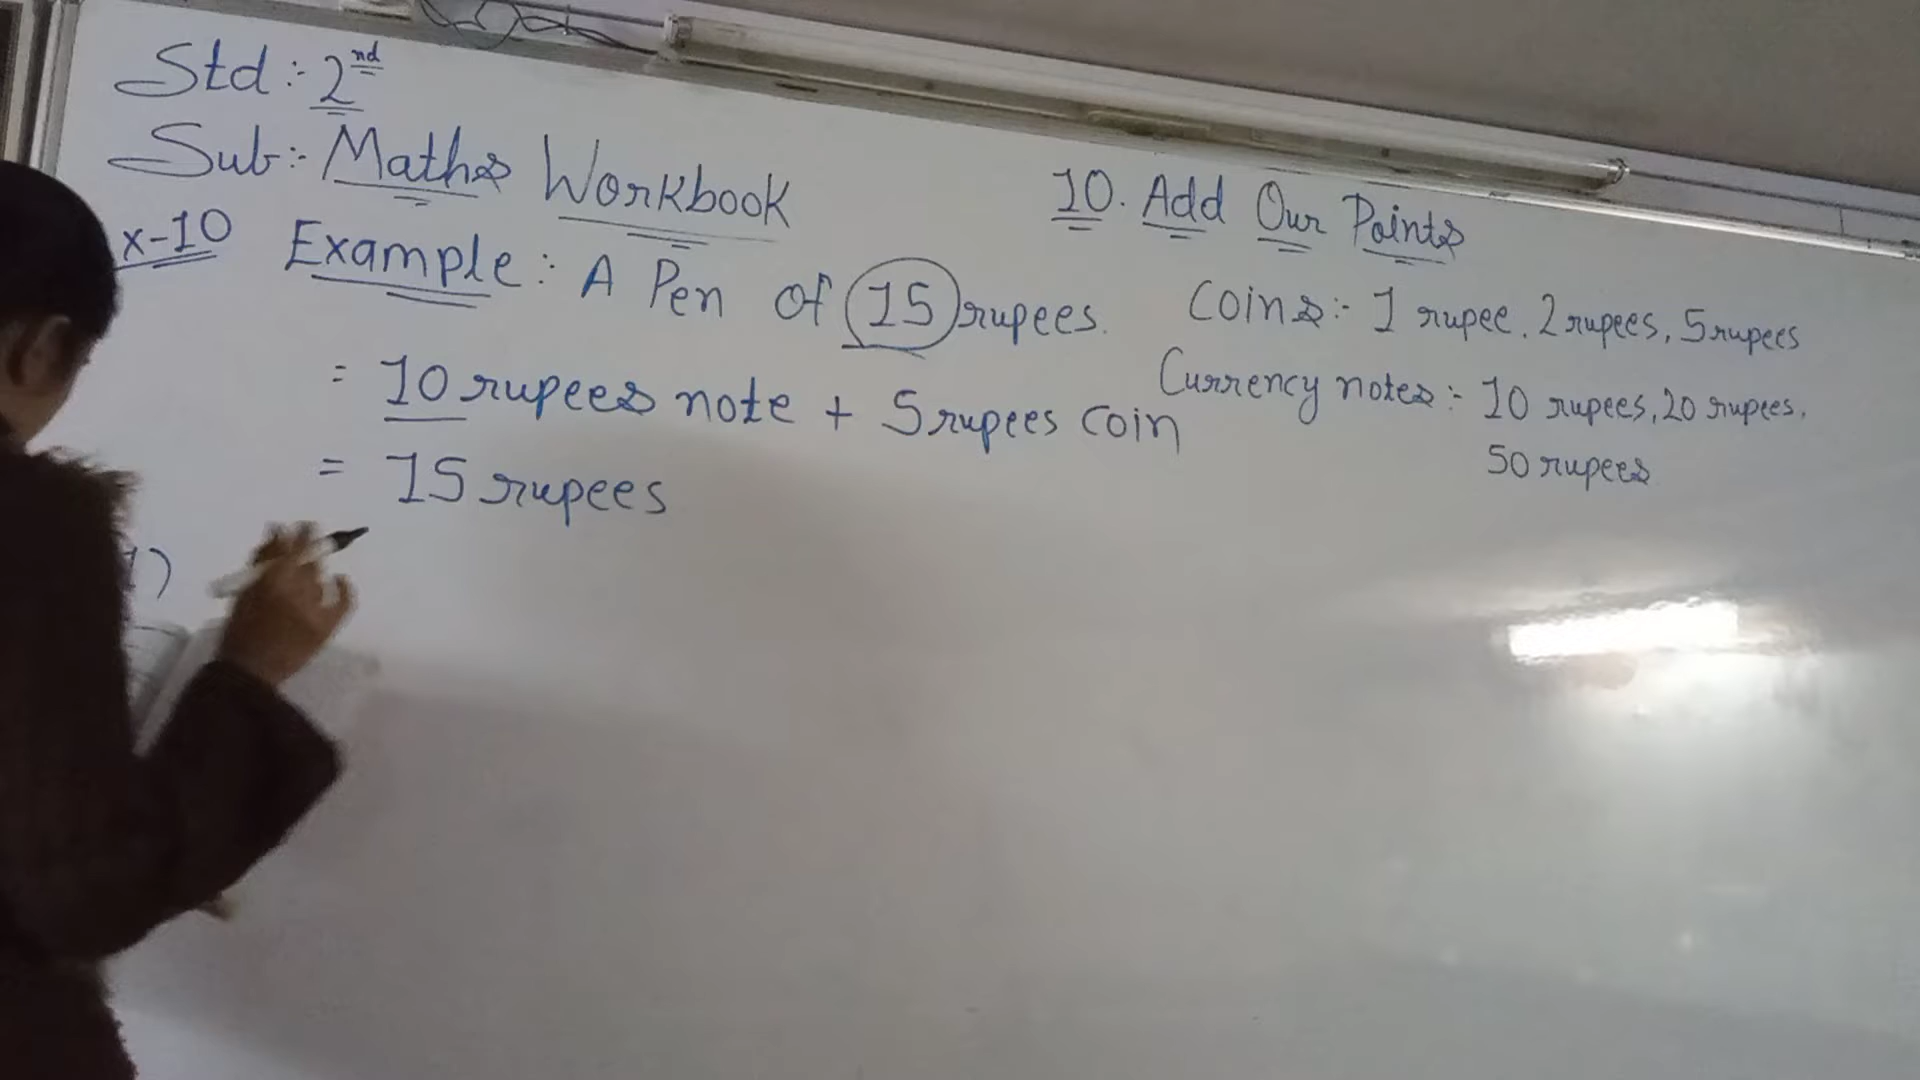 Std :- 2nd
Sub :- Maths Workbook
10. Add Our Points
x-10 Example : A Pen Of 15 rupees.
= 10 rupees note + 5 rupees coin
= 15 rupees
Coins :- 1 rupee, 2 rupees, 5 rupees
Currency notes :- 10 rupees, 20 rupees,
50 rupees
1)